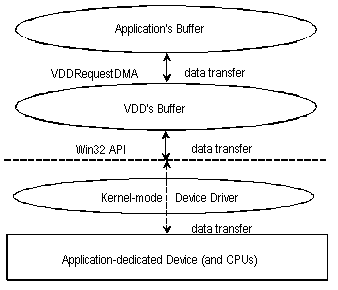 Application's Buffer
VDDRequestDMA data transfer
VDD's Buffer
Win32 API data transfer
Kernel-mode Device Driver
data transfer
Application-dedicated Device (and CPUs)